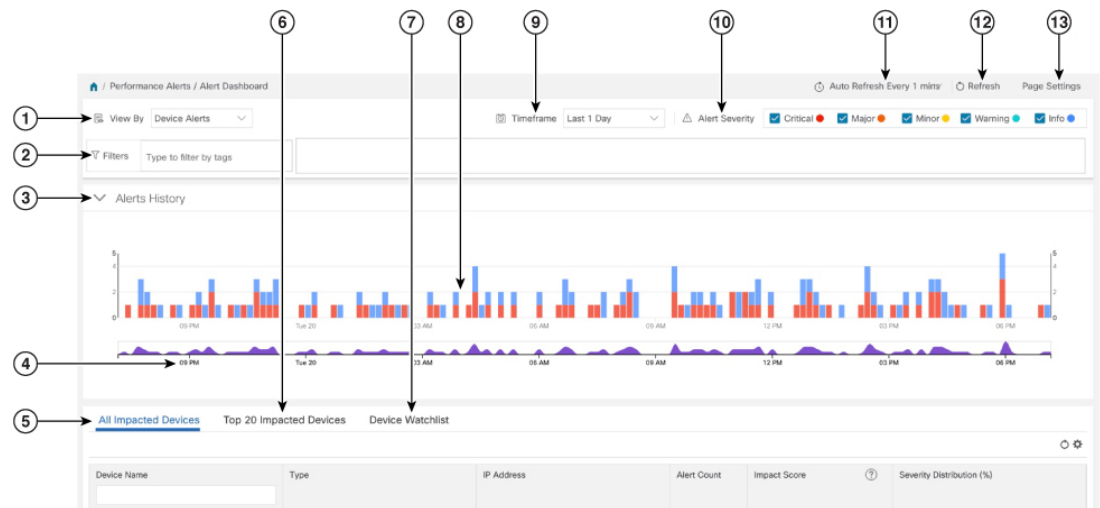 6 7 8 9 10 11 12 13
/ Performance Alerts / Alert Dashboard Auto Refresh Every 1 mins Refresh Page Settings
1 View By Device Alerts Timeframe Last 1 Day Alert Severity Critical Major Minor Warning Info
2 Filters Type to filter by tags
3 Alerts History
5 5
4 4
2 2
0 0
09 PM Tue 20 03 AM 06 AM 09 AM 12 PM 03 PM 06 PM
4 09 PM Tue 20 03 AM 06 AM 09 AM 12 PM 03 PM 06 PM
5 All Impacted Devices Top 20 Impacted Devices Device Watchlist
Device Name Type IP Address Alert Count Impact Score ? Severity Distribution (%)